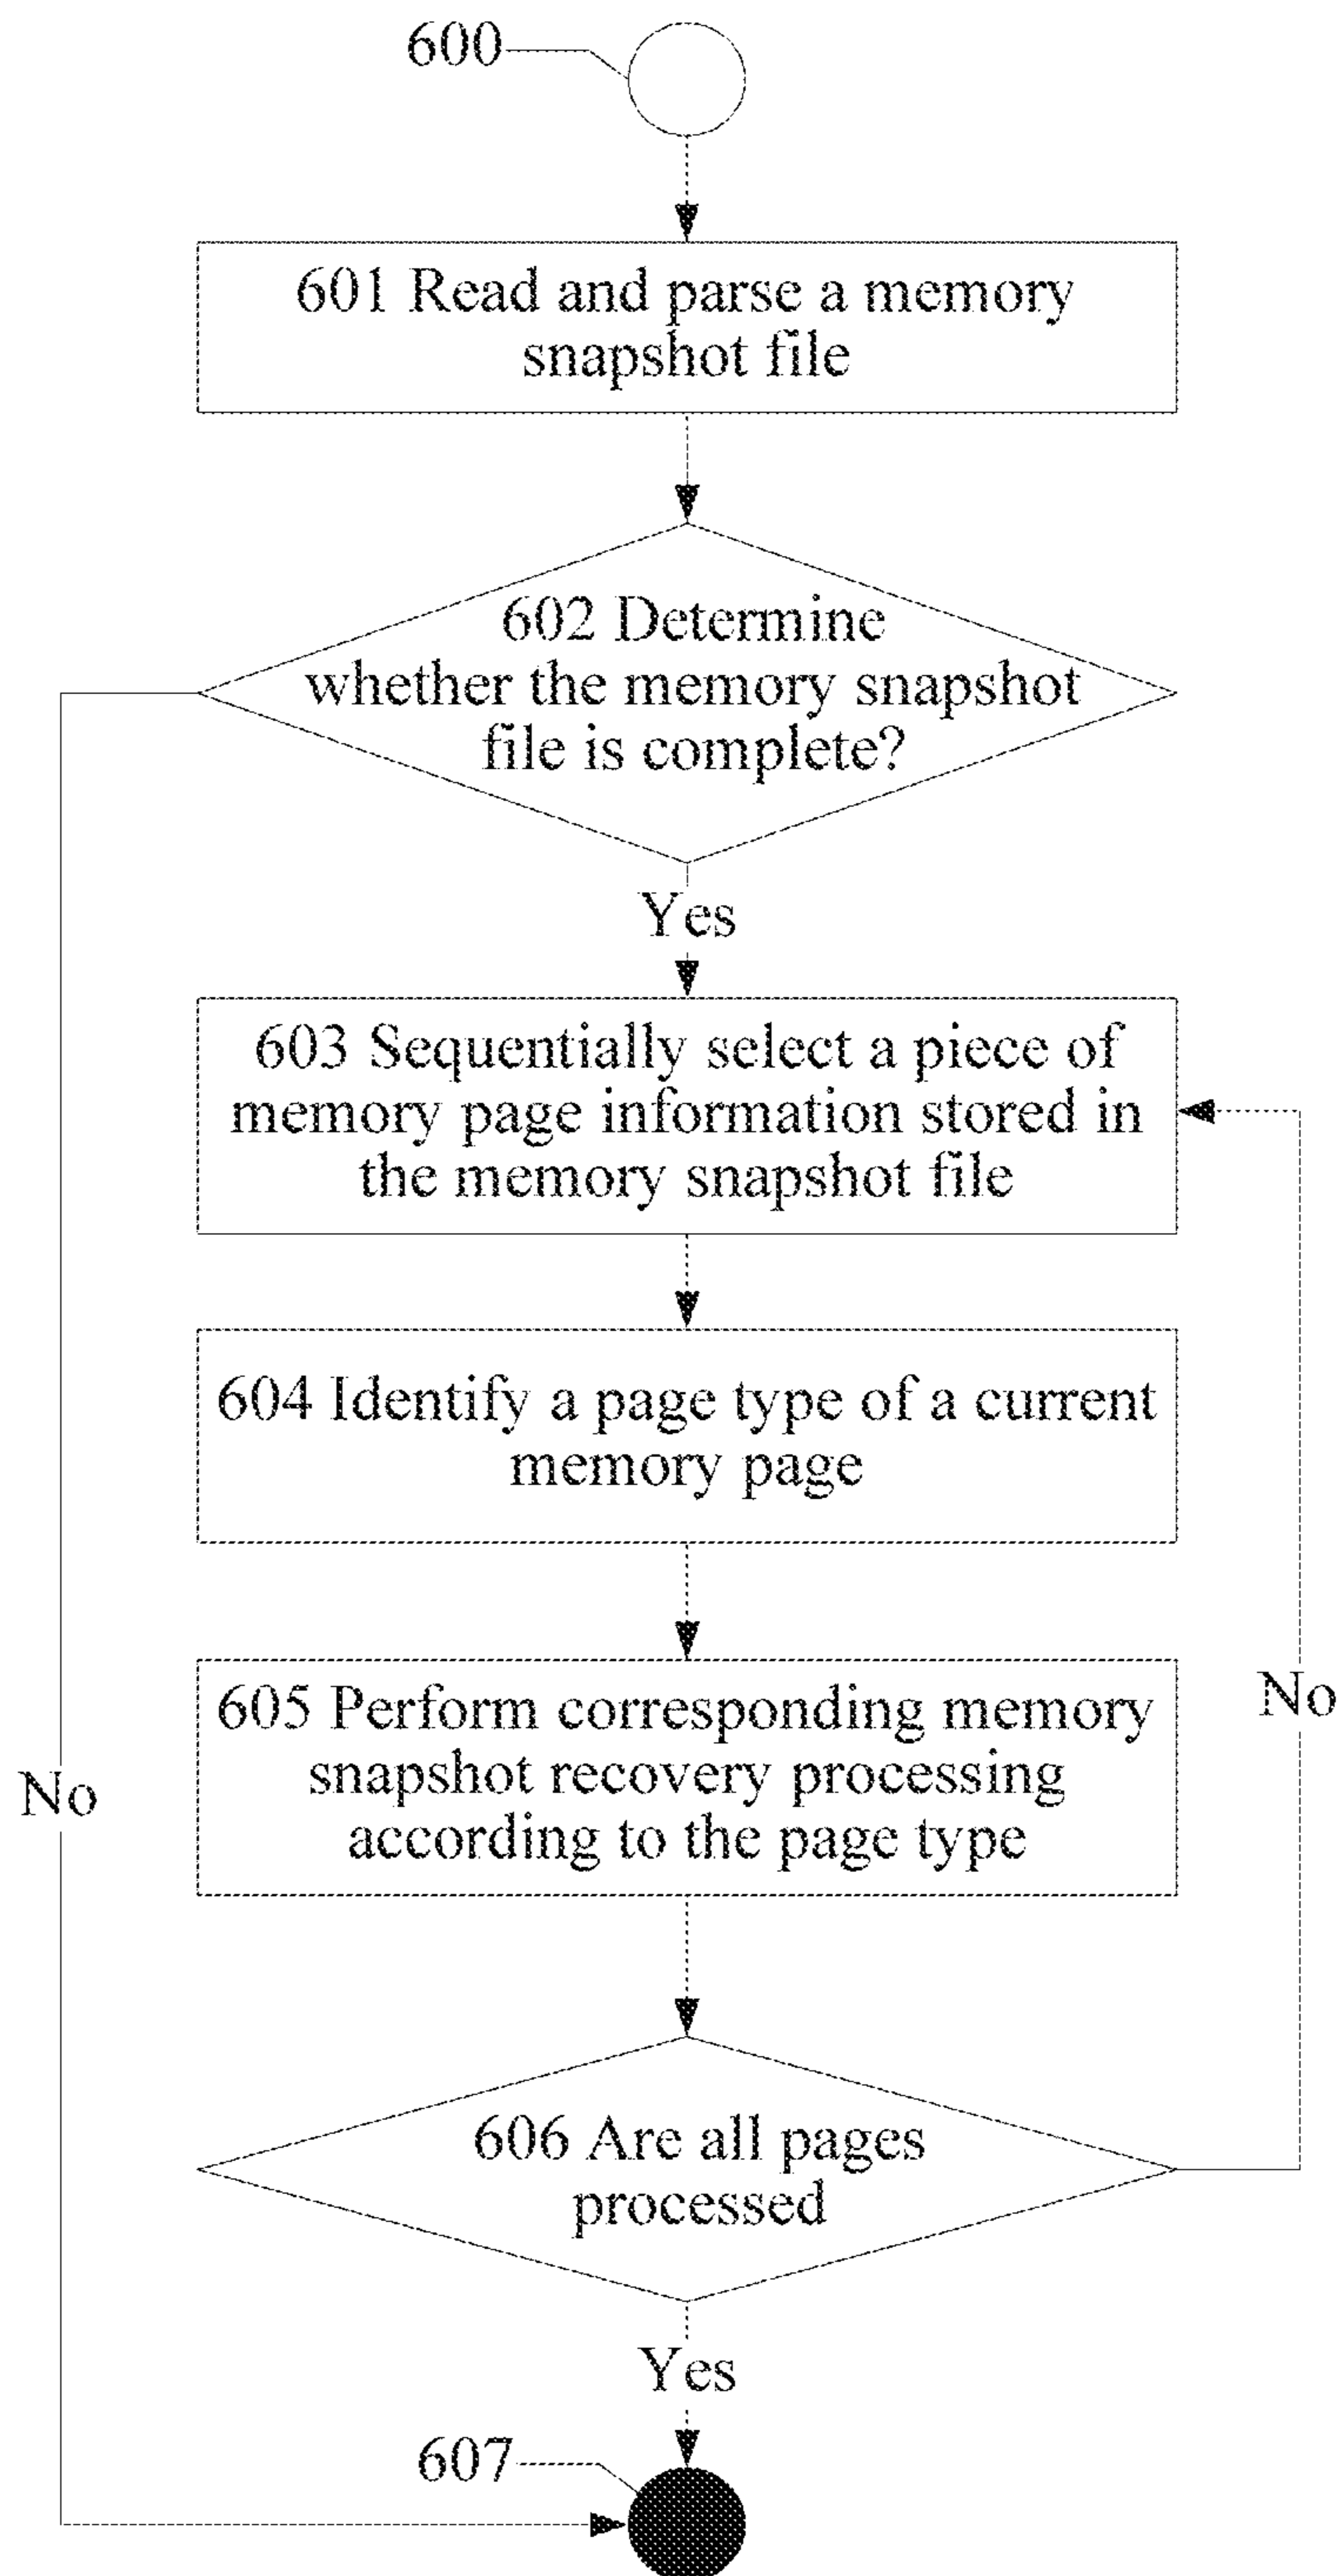 600
601 Read and parse a memory
snapshot file
602 Determine
whether the memory snapshot
file is complete?
Yes
603 Sequentially select a piece of
memory page information stored in
the memory snapshot file
604 Identify a page type of a current
memory page
605 Perform corresponding memory
snapshot recovery processing
according to the page type
No
No
606 Are all pages
processed
Yes
607